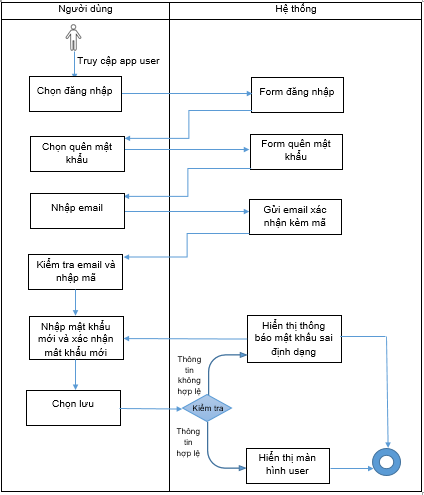 Người dùng
Hệ thống
Truy cập app user
Chọn đăng nhập
Form đăng nhập
Chọn quên mật
khẩu
Form quên mật
khẩu
Nhập email
Gửi email xác
nhận kèm mã
Kiểm tra email và
nhập mã
Nhập mật khẩu
mới và xác nhận
mât khẩu mới
Hiển thị thông
báo mật khẩu sai
định dạng
Thông
tin
không
hợp lệ
Chọn lưu
Kiểm tra
Thông
tin
hợp lệ
Hiển thị màn
hình user